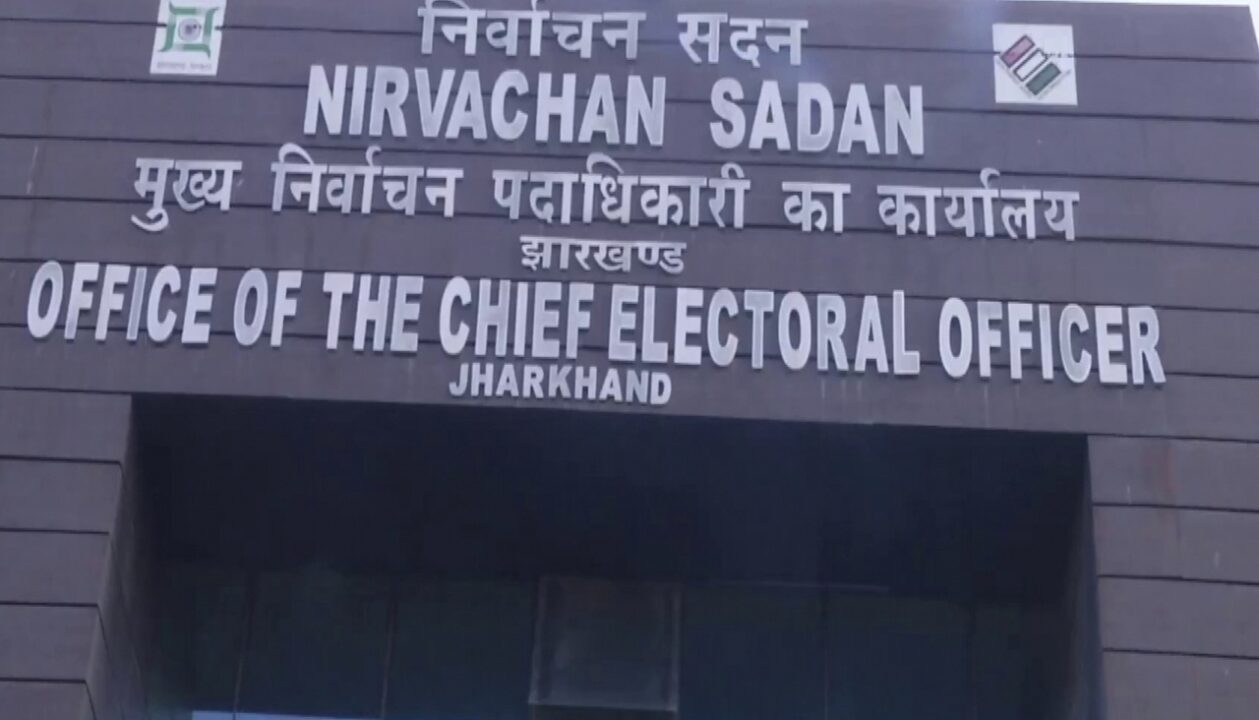 निर्वाचन सदन
NIRVACHAN SADAN
मुख्य निर्वाचन पदाधिकारी का कार्यालय
झारखण्ड
OFFICE OF THE CHIEF ELECTORAL OFFICER
JHARKHAND